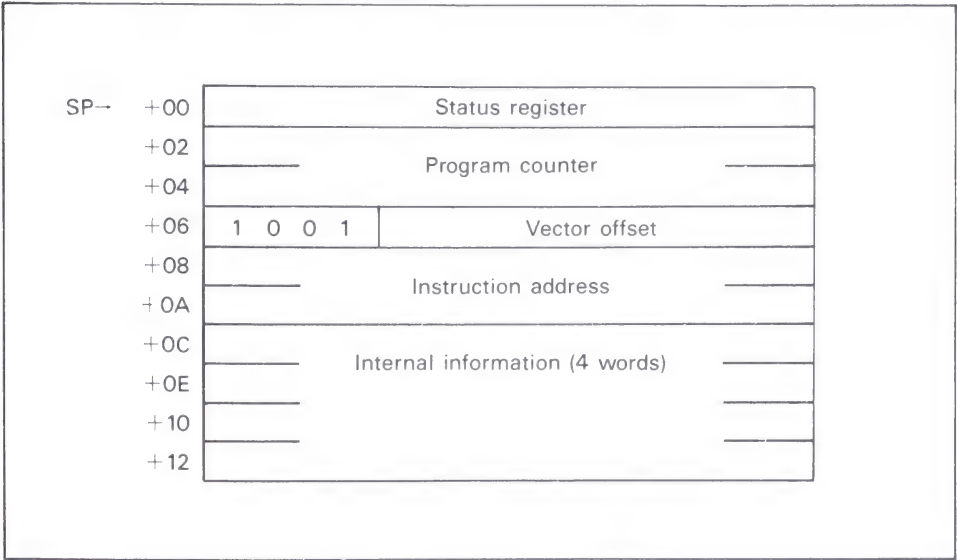 SP→ +00 Status register
+02
Program counter
+04
+06 1 0 0 1 Vector offset
+08
Instruction address
+0A
+0C
Internal information (4 words)
+0E
+10
+12